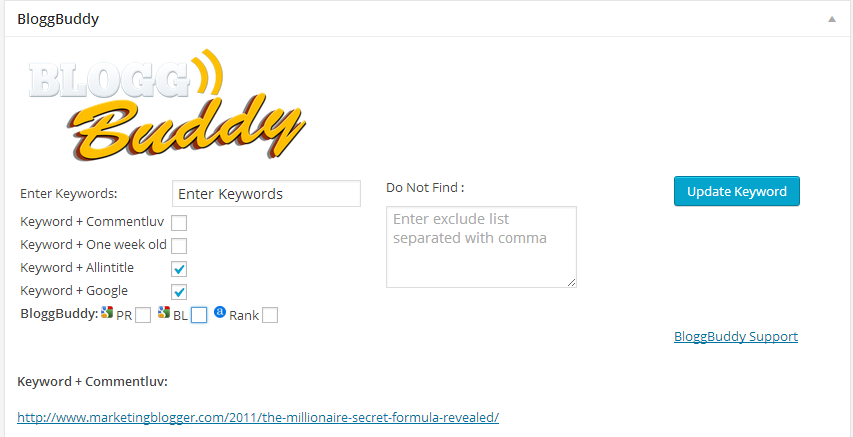 BloggBuddy
BLOGG
Buddy
Enter Keywords: Enter Keywords Do Not Find : Update Keyword
Enter exclude list
separated with comma
Keyword + Commentluv
Keyword + One week old
Keyword + Allintitle
Keyword + Google
BloggBuddy: PR BL a Rank
BloggBuddy Support
Keyword + Commentluv:
http://www.marketingblogger.com/2011/the-millionaire-secret-formula-revealed/